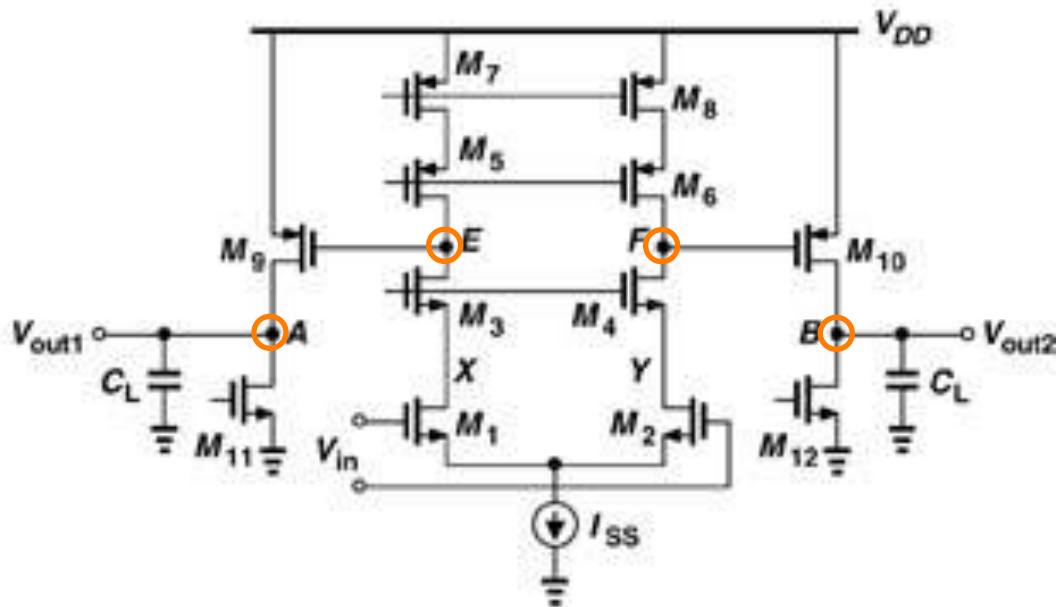 V_DD
M_7
M_8
M_5
M_6
E F
M_9 M_10
M_3 M_4
V_out1 A B V_out2
C_L X Y C_L
M_11 M_1 M_2 M_12
V_in
I_SS